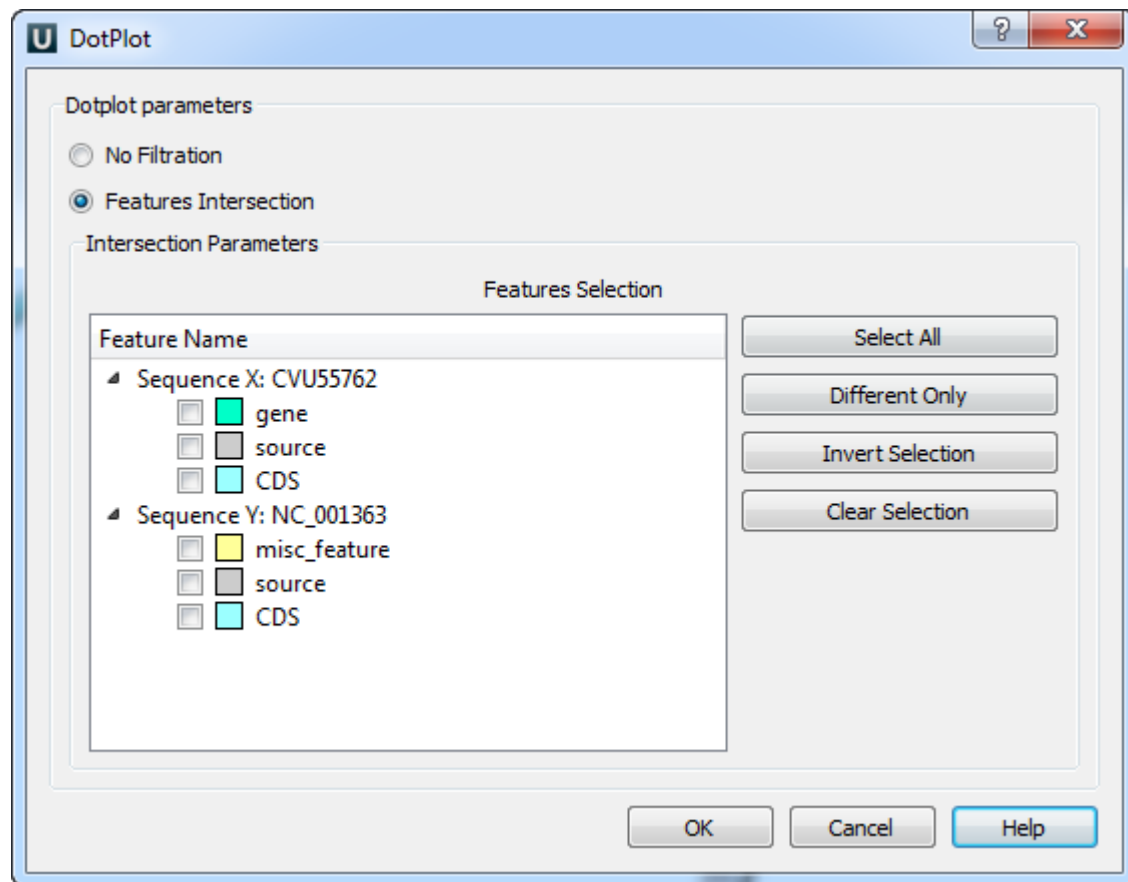 U DotPlot
Dotplot parameters
No Filtration
Features Intersection
Intersection Parameters
Features Selection
Feature Name
Sequence X: CVU55762
gene
source
CDS
Sequence Y: NC_001363
misc_feature
source
CDS
Select All
Different Only
Invert Selection
Clear Selection
OK Cancel Help